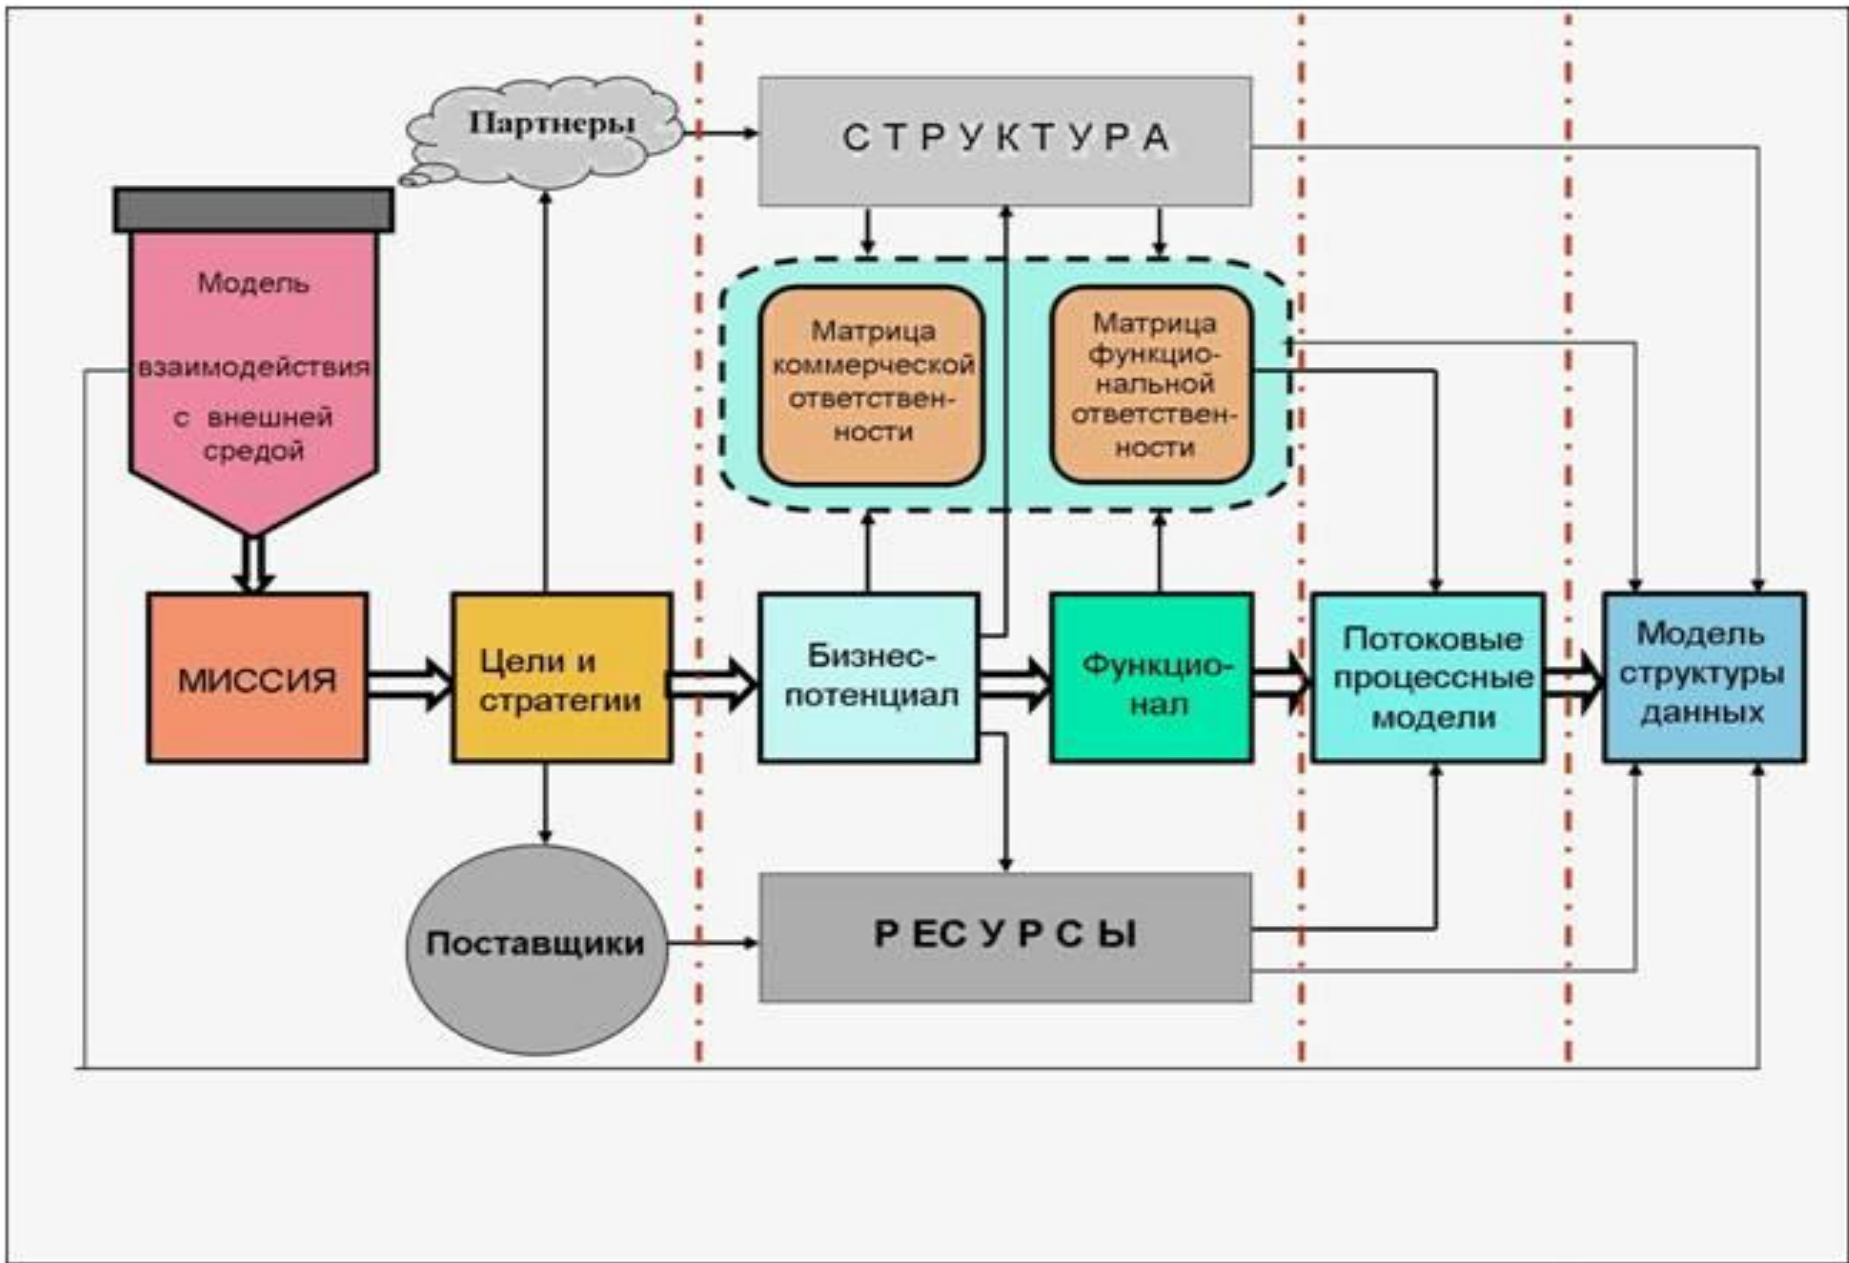 Партнеры
СТРУКТУРА
Модель
взаимодействия
с внешней
средой
Матрица
коммерческой
ответствен-
ности
Матрица
функцио-
нальной
ответствен-
ности
МИССИЯ
Цели и
стратегии
Бизнес-
потенциал
Функцио-
нал
Потоковые
процессные
модели
Модель
структуры
данных
Поставщики
РЕСУРСЫ